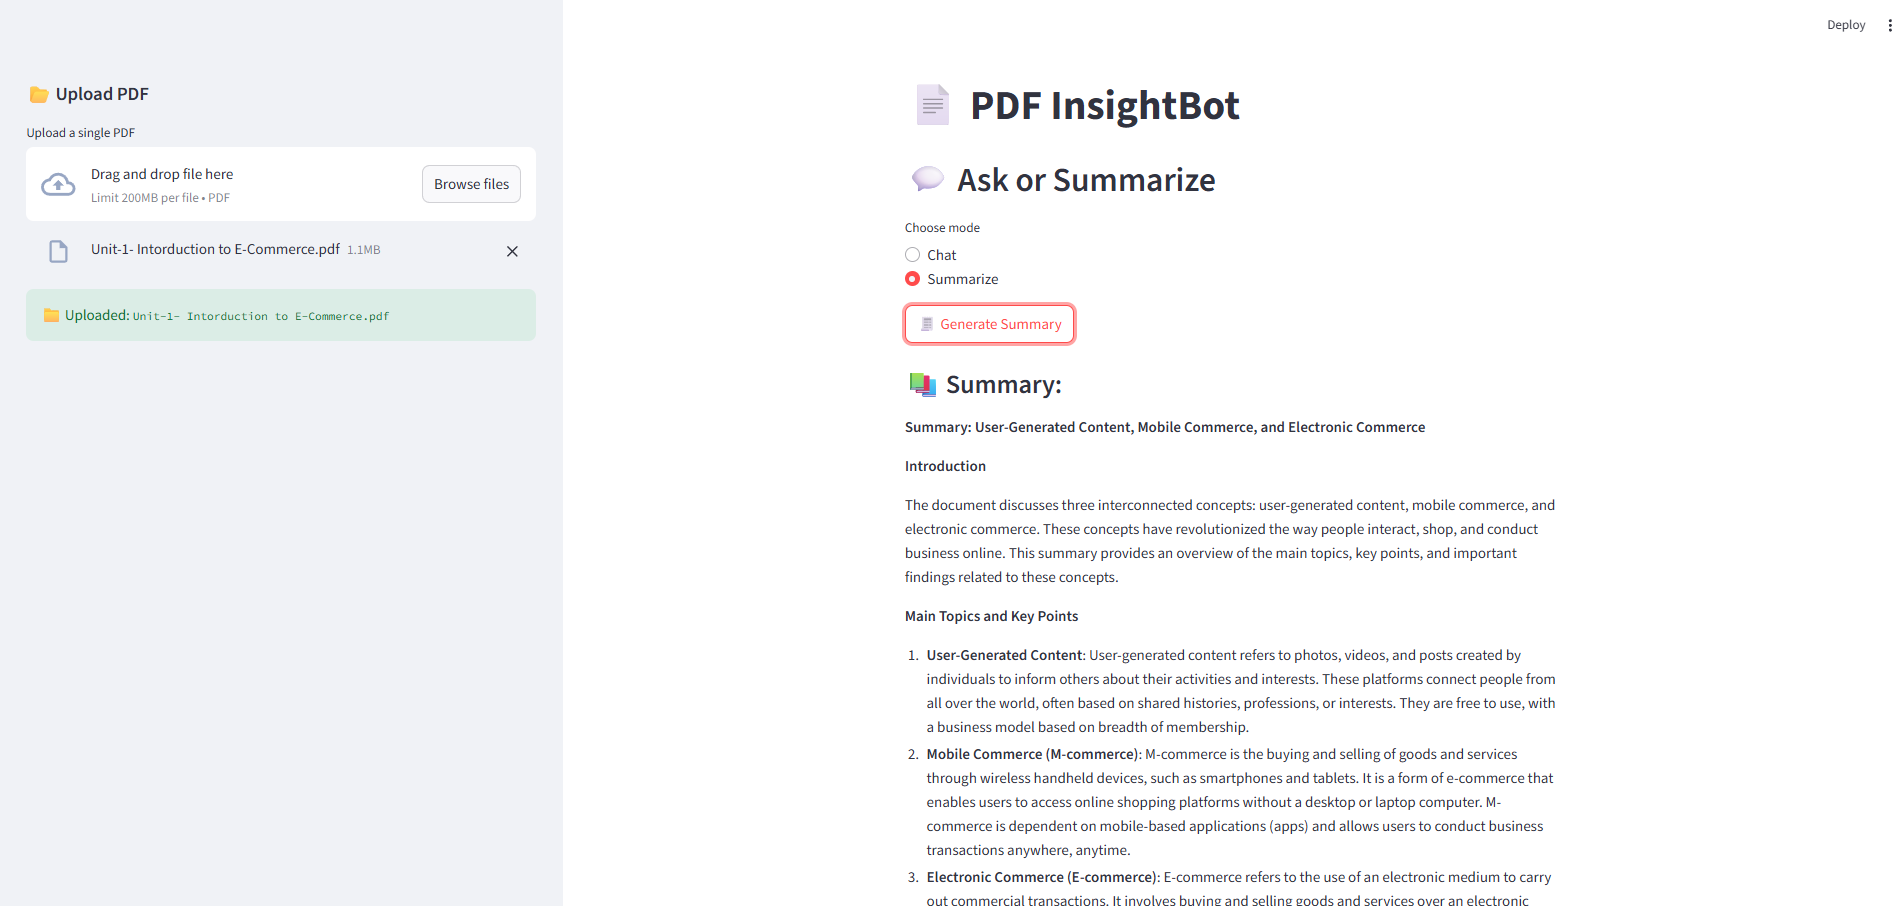 Deploy
Upload PDF
Upload a single PDF
Drag and drop file here
Limit 200MB per file • PDF
Browse files
Unit-1- Intorduction to E-Commerce.pdf 1.1MB
Uploaded: Unit-1- Intorduction to E-Commerce.pdf
PDF InsightBot
Ask or Summarize
Choose mode
Chat
Summarize
Generate Summary
Summary:
Summary: User-Generated Content, Mobile Commerce, and Electronic Commerce
Introduction
The document discusses three interconnected concepts: user-generated content, mobile commerce, and
electronic commerce. These concepts have revolutionized the way people interact, shop, and conduct
business online. This summary provides an overview of the main topics, key points, and important
findings related to these concepts.
Main Topics and Key Points
1. User-Generated Content: User-generated content refers to photos, videos, and posts created by
individuals to inform others about their activities and interests. These platforms connect people from
all over the world, often based on shared histories, professions, or interests. They are free to use, with
a business model based on breadth of membership.
2. Mobile Commerce (M-commerce): M-commerce is the buying and selling of goods and services
through wireless handheld devices, such as smartphones and tablets. It is a form of e-commerce that
enables users to access online shopping platforms without a desktop or laptop computer. M-
commerce is dependent on mobile-based applications (apps) and allows users to conduct business
transactions anywhere, anytime.
3. Electronic Commerce (E-commerce): E-commerce refers to the use of an electronic medium to carry
out commercial transactions. It involves buying and selling goods and services over an electronic